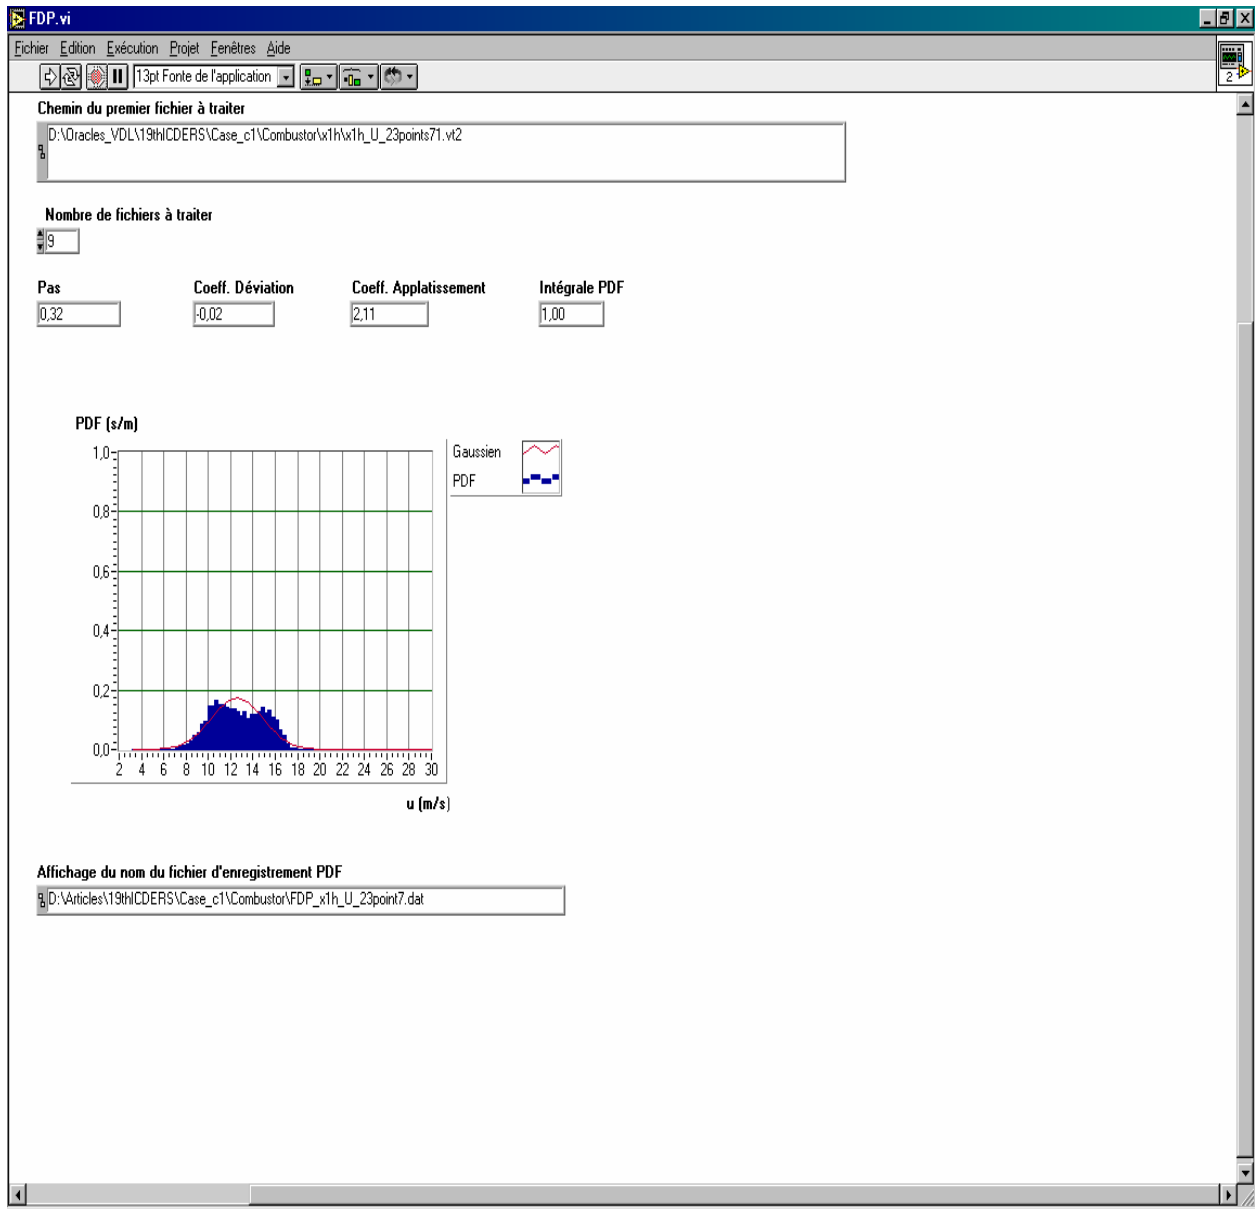 FDP.vi
Fichier Edition Exécution Projet Fenêtres Aide
13pt Fonte de l'application
2
Chemin du premier fichier à traiter
D:\Oracles_VDL\19thICDERS\Case_c1\Combustor\x1h\x1h_U_23points71.vt2
Nombre de fichiers à traiter
9
Pas Coeff. Déviation Coeff. Applatissement Intégrale PDF
0,32 -0,02 2,11 1,00
PDF (s/m)
1,0
0,8
0,6
0,4
0,2
0,0
2 4 6 8 10 12 14 16 18 20 22 24 26 28 30
u (m/s)
Gaussien
PDF
Affichage du nom du fichier d'enregistrement PDF
D:\Articles\19thICDERS\Case_c1\Combustor\FDP_x1h_U_23point7.dat